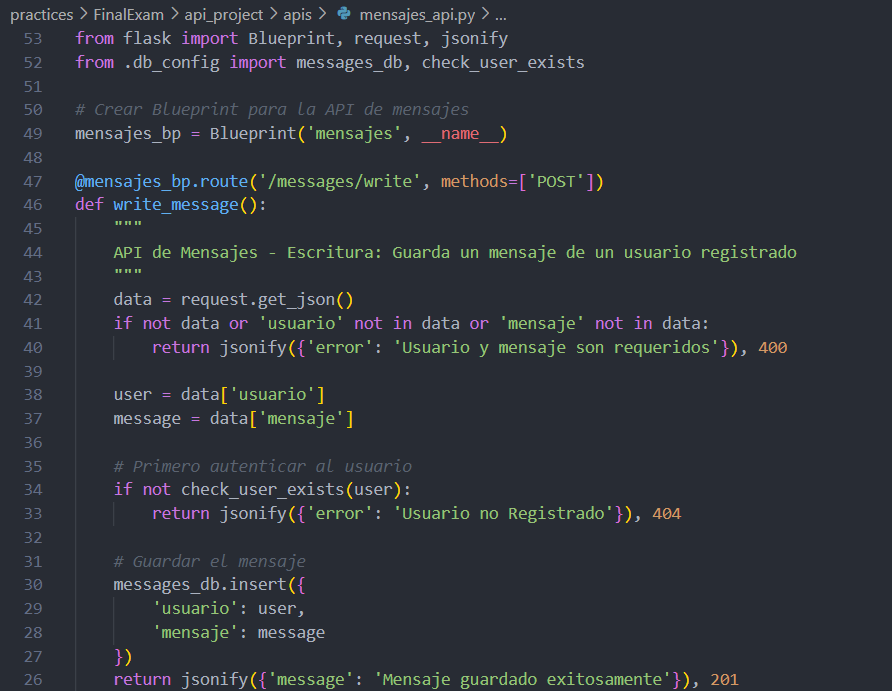 practices > FinalExam > api_project > apis > mensajes_api.py > ...
53 from flask import Blueprint, request, jsonify
52 from .db_config import messages_db, check_user_exists
51
50 # Crear Blueprint para la API de mensajes
49 mensajes_bp = Blueprint('mensajes', __name__)
48
47 @mensajes_bp.route('/messages/write', methods=['POST'])
46 def write_message():
45     """
44     API de Mensajes - Escritura: Guarda un mensaje de un usuario registrado
43     """
42     data = request.get_json()
41     if not data or 'usuario' not in data or 'mensaje' not in data:
40         return jsonify({'error': 'Usuario y mensaje son requeridos'}), 400
39
38     user = data['usuario']
37     message = data['mensaje']
36
35     # Primero autenticar al usuario
34     if not check_user_exists(user):
33         return jsonify({'error': 'Usuario no Registrado'}), 404
32
31     # Guardar el mensaje
30     messages_db.insert({
29         'usuario': user,
28         'mensaje': message
27     })
26     return jsonify({'message': 'Mensaje guardado exitosamente'}), 201